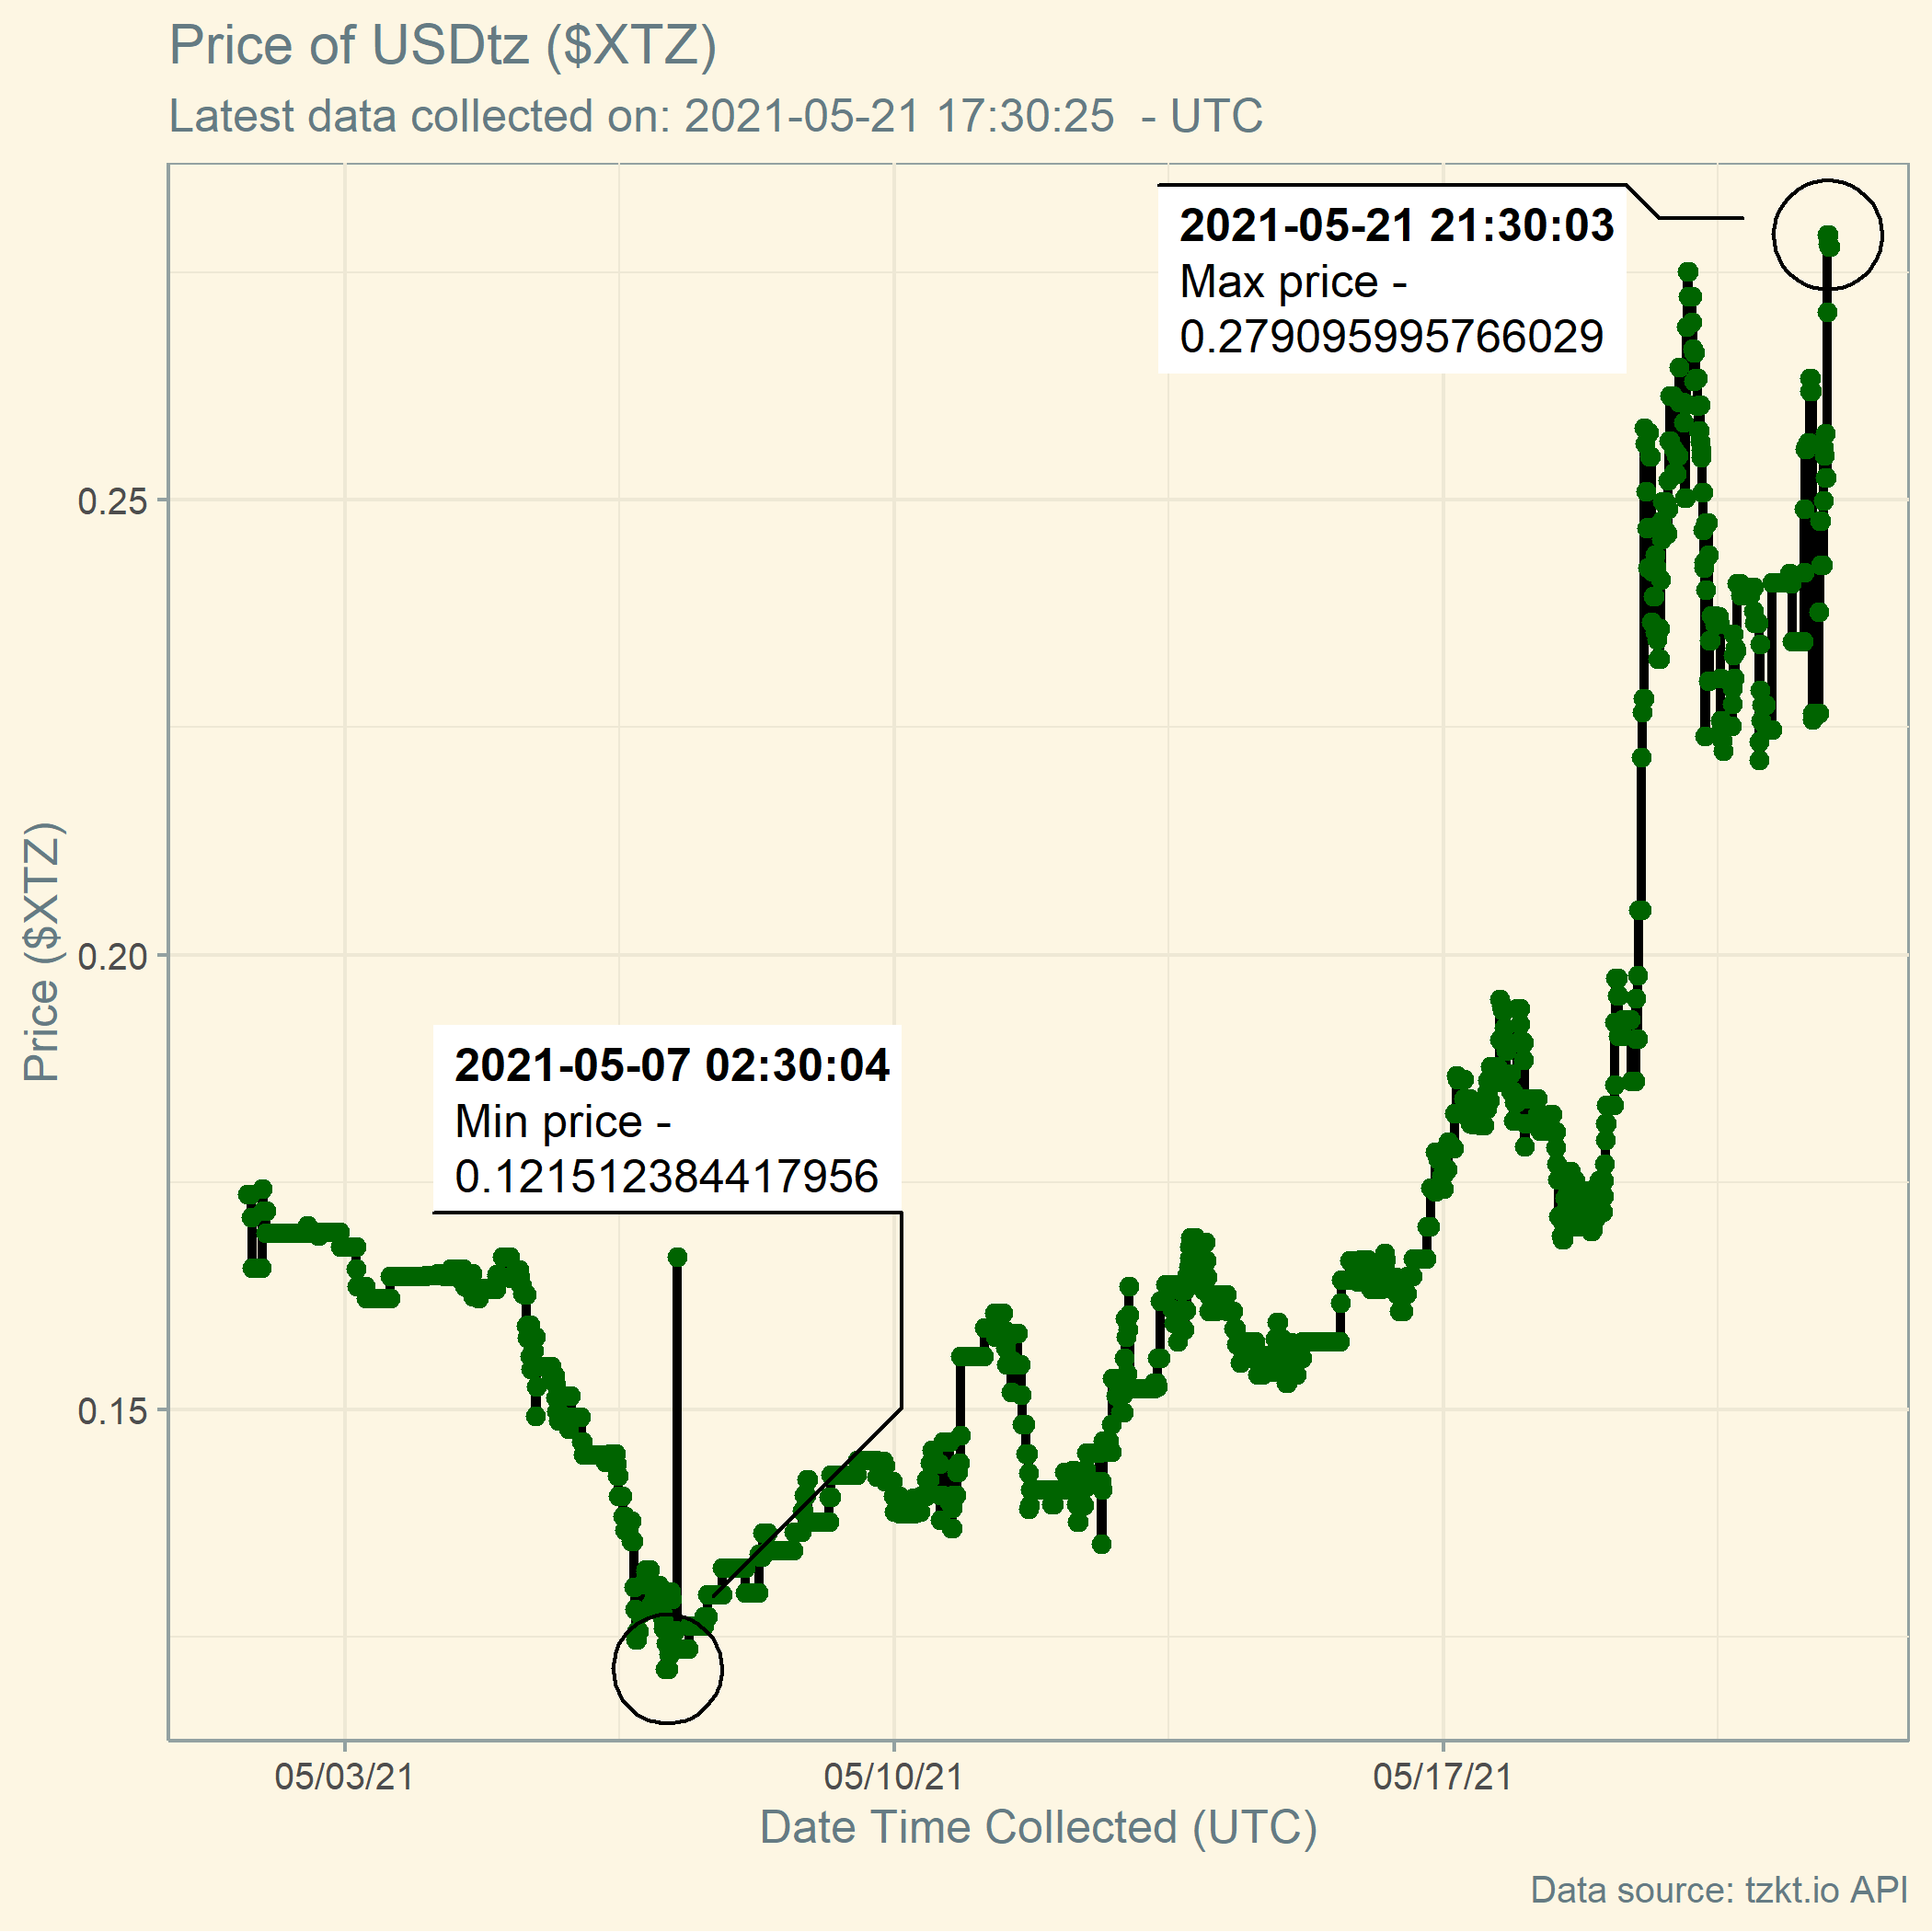 Price of USDtz ($XTZ)
Latest data collected on: 2021-05-21 17:30:25  - UTC
2021-05-21 21:30:03
Max price -
0.279095995766029
0.25
0.20
0.15
Price ($XTZ)
2021-05-07 02:30:04
Min price -
0.121512384417956
05/03/21
05/10/21
05/17/21
Date Time Collected (UTC)
Data source: tzkt.io API